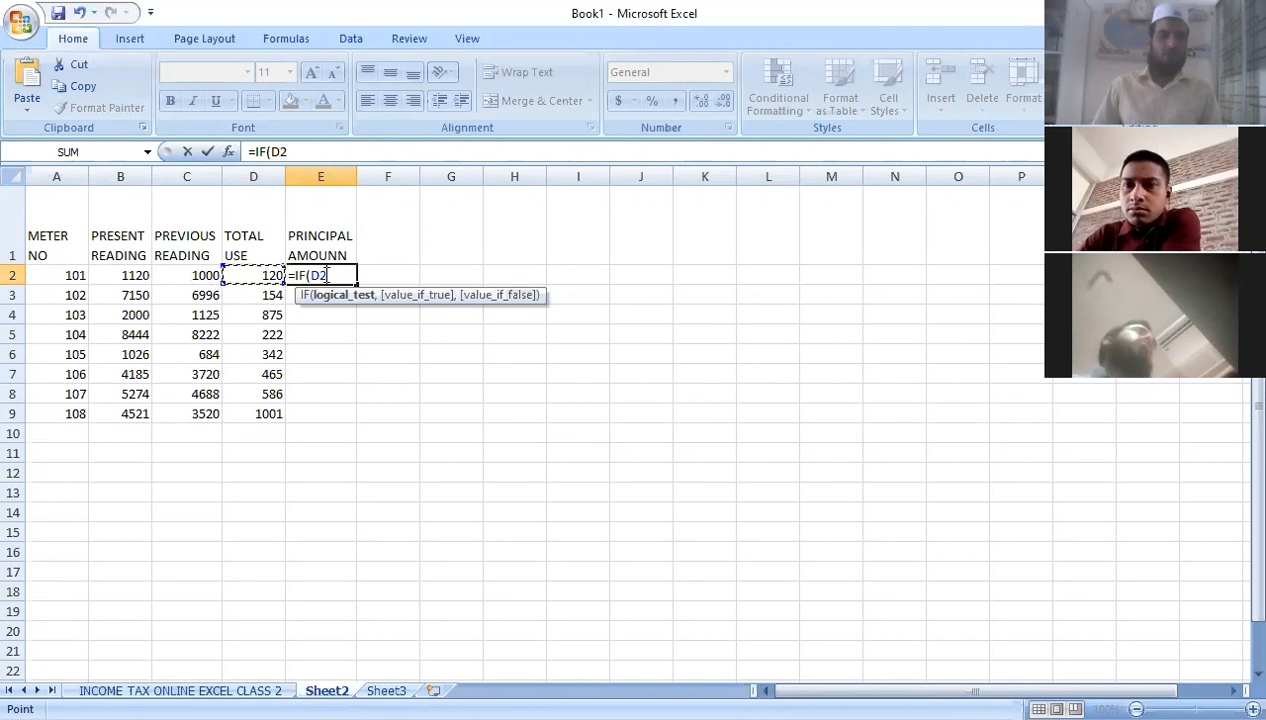 Book1 - Microsoft Excel
Home Insert Page Layout Formulas Data Review View
Cut
Copy
Format Painter
Paste
11
B I U
A
Wrap Text
Merge & Center
General
$ % ,
Conditional Formatting
Format as Table
Cell Styles
Insert
Delete
Format
Clipboard Font Alignment Number Styles Cells
SUM fx =IF(D2
A B C D E F G H I J K L M N O P
METER PRESENT PREVIOUS TOTAL PRINCIPAL
1 NO READING READING USE AMOUNN
2 101 1120 1000 120 =IF(D2
3 102 7150 6996 154 IF(logical_test, [value_if_true], [value_if_false])
4 103 2000 1125 875
5 104 8444 8222 222
6 105 1026 684 342
7 106 4185 3720 465
8 107 5274 4688 586
9 108 4521 3520 1001
10
11
12
13
14
15
16
17
18
19
20
21
22
INCOME TAX ONLINE EXCEL CLASS 2 Sheet2 Sheet3
Point 100%